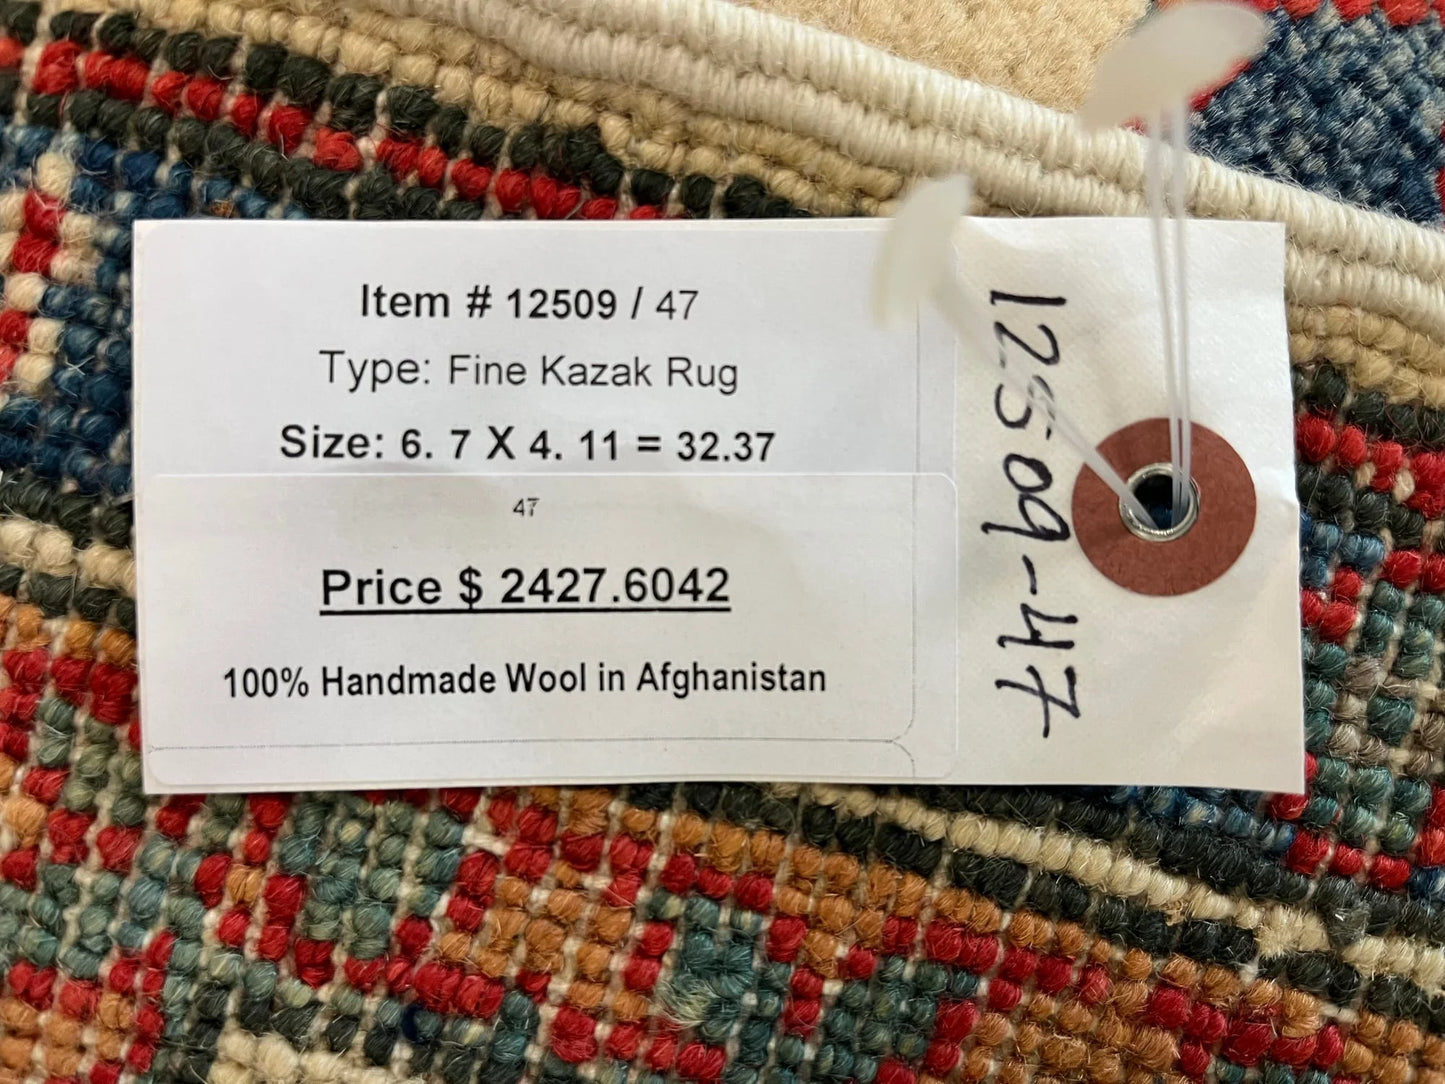 Item # 12509 / 47
Type: Fine Kazak Rug
Size: 6. 7 X 4. 11 = 32.37
47
Price $ 2427.6042
100% Handmade Wool in Afghanistan
12509-47